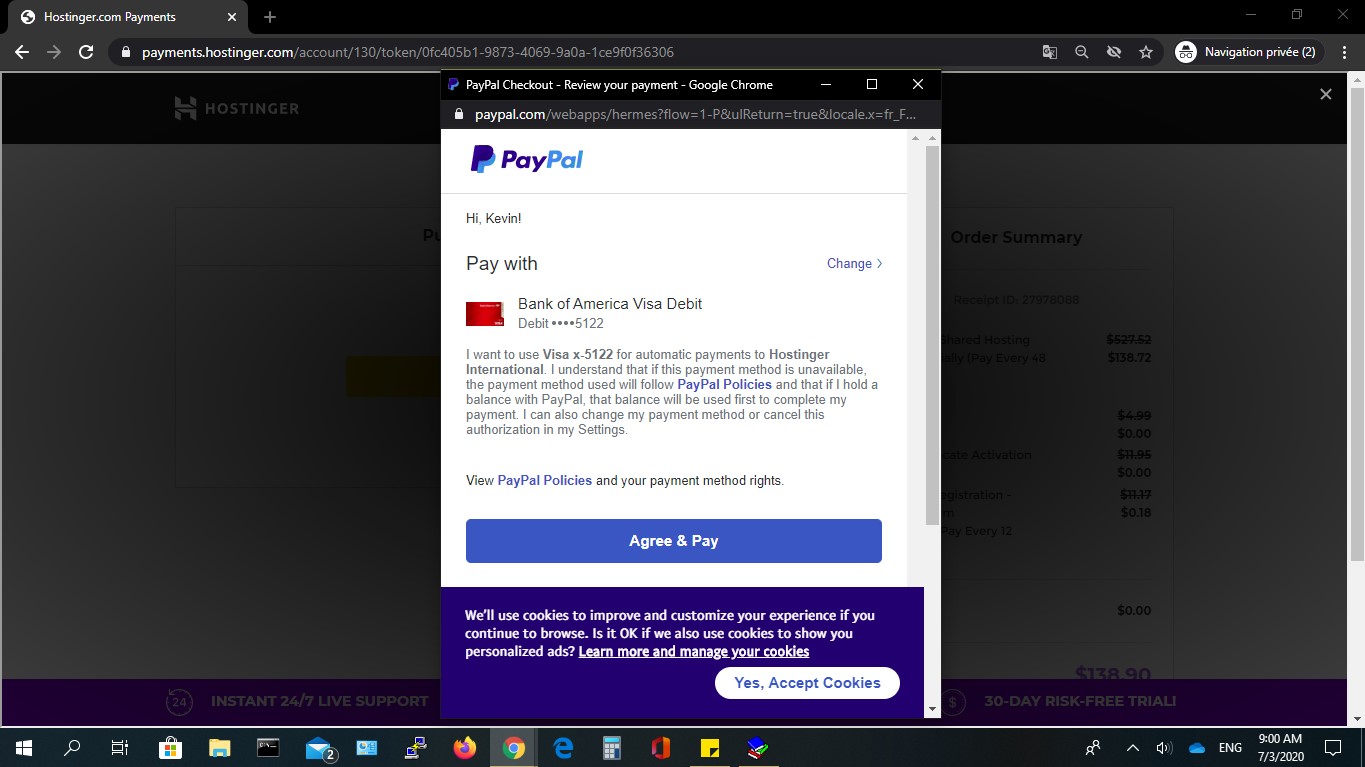 Hostinger.com Payments
payments.hostinger.com/account/130/token/0fc405b1-9873-4069-9a0a-1ce9f0f36306
Navigation privée (2)
HOSTINGER
PayPal Checkout - Review your payment - Google Chrome
paypal.com/webapps/hermes?flow=1-P&ulReturn=true&locale.x=fr_F...
PayPal
Hi, Kevin!
Pay with
Change >
Bank of America Visa Debit
Debit ••••5122
I want to use Visa x-5122 for automatic payments to Hostinger
International. I understand that if this payment method is unavailable,
the payment method used will follow PayPal Policies and that if I hold a
balance with PayPal, that balance will be used first to complete my
payment. I can also change my payment method or cancel this
authorization in my Settings.
View PayPal Policies and your payment method rights.
Agree & Pay
We'll use cookies to improve and customize your experience if you
continue to browse. Is it OK if we also use cookies to show you
personalized ads? Learn more and manage your cookies
Yes, Accept Cookies
Order Summary
Receipt ID: 27978088
Shared Hosting
$527.52
(Pay Every 48
$138.72
$4.99
$0.00
Activation
$11.95
$0.00
$11.17
$0.18
Pay Every 12
$0.00
$138.90
24
INSTANT 24/7 LIVE SUPPORT
$
30-DAY RISK-FREE TRIAL!
2
ENG
9:00 AM
7/3/2020